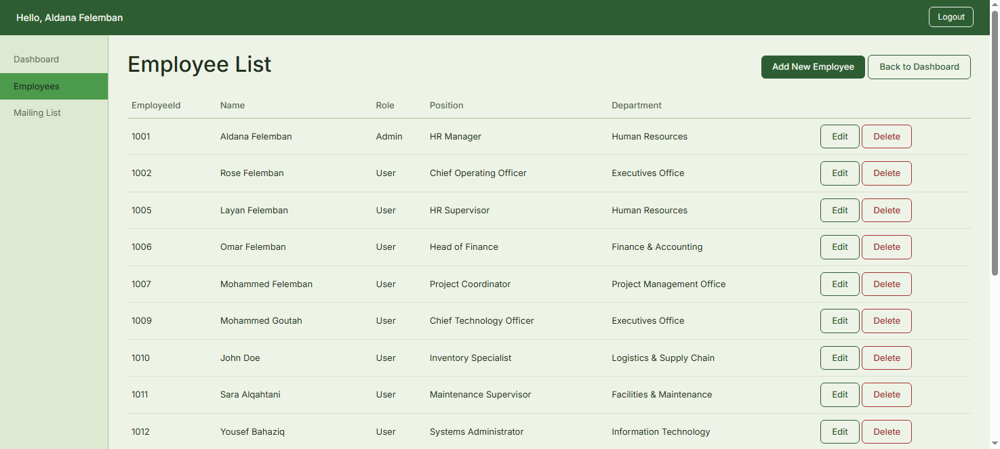 Hello, Aldana Felemban Logout
Dashboard
Employees
Mailing List
Employee List Add New Employee Back to Dashboard
EmployeeId Name Role Position Department
1001 Aldana Felemban Admin HR Manager Human Resources Edit Delete
1002 Rose Felemban User Chief Operating Officer Executives Office Edit Delete
1005 Layan Felemban User HR Supervisor Human Resources Edit Delete
1006 Omar Felemban User Head of Finance Finance & Accounting Edit Delete
1007 Mohammed Felemban User Project Coordinator Project Management Office Edit Delete
1009 Mohammed Goutah User Chief Technology Officer Executives Office Edit Delete
1010 John Doe User Inventory Specialist Logistics & Supply Chain Edit Delete
1011 Sara Alqahtani User Maintenance Supervisor Facilities & Maintenance Edit Delete
1012 Yousef Bahaziq User Systems Administrator Information Technology Edit Delete